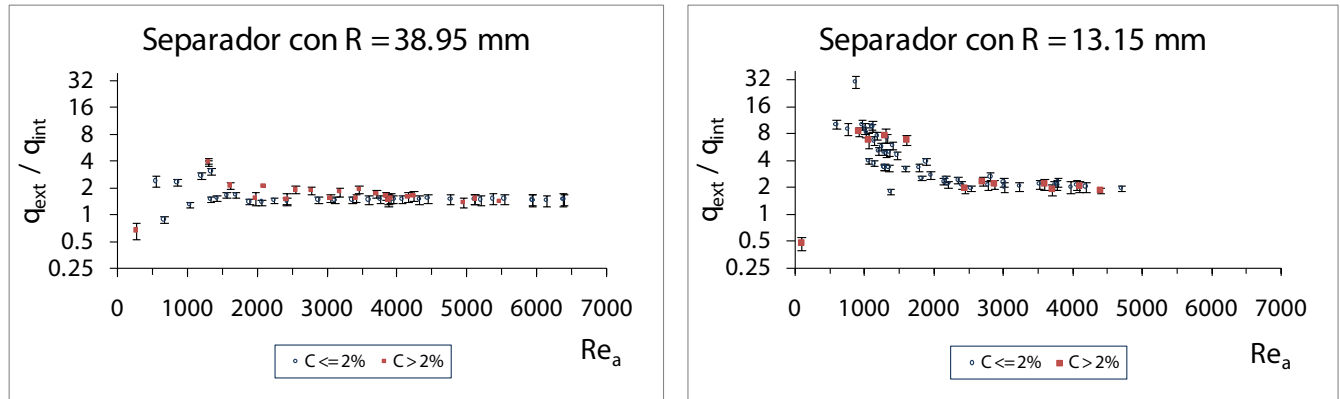 Separador con R = 38.95 mm
q_ext / q_int
32
16
8
4
2
1
0.5
0.25
0 1000 2000 3000 4000 5000 6000 7000
Re_a
C <= 2% C > 2%
Separador con R = 13.15 mm
q_ext / q_int
32
16
8
4
2
1
0.5
0.25
0 1000 2000 3000 4000 5000 6000 7000
Re_a
C <= 2% C > 2%